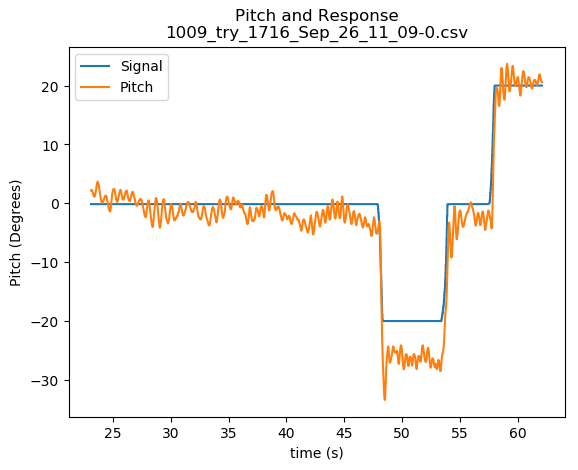 Pitch and Response
1009_try_1716_Sep_26_11_09-0.csv
Signal
Pitch
Pitch (Degrees)
20
10
0
−10
−20
−30
25 30 35 40 45 50 55 60
time (s)